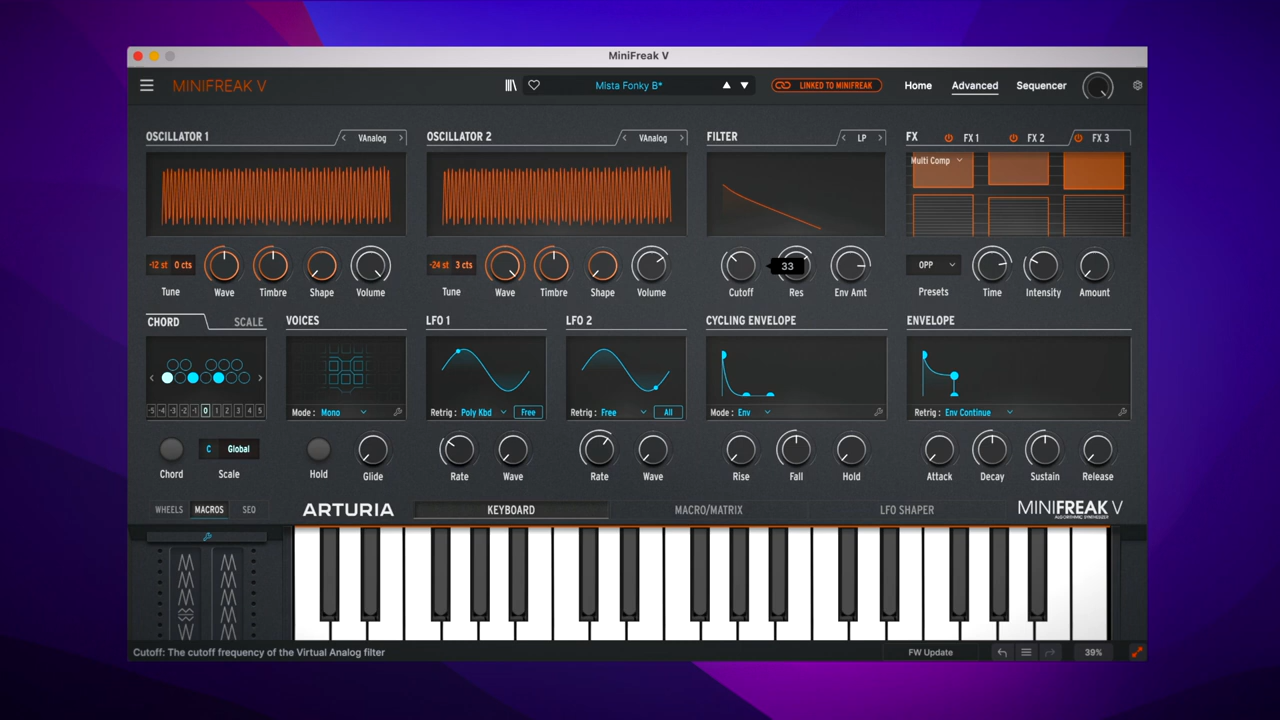 MiniFreak V
MINIFREAK V
Mista Fonky B*
LINKED TO MINIFREAK
Home
Advanced
Sequencer
OSCILLATOR 1
VAnalog
OSCILLATOR 2
VAnalog
FILTER
LP
FX
FX 1
FX 2
FX 3
Multi Comp
-12 st 0 cts
Tune
Wave
Timbre
Shape
Volume
-24 st 3 cts
Tune
Wave
Timbre
Shape
Volume
33
Cutoff
Res
Env Amt
OPP
Presets
Time
Intensity
Amount
CHORD
SCALE
VOICES
LFO 1
LFO 2
CYCLING ENVELOPE
ENVELOPE
-5 -4 -3 -2 -1 0 1 2 3 4 5
Mode : Mono
Retrig : Poly Kbd
Free
Retrig : Free
All
Mode : Env
Retrig : Env Continue
Chord
C Global
Scale
Hold
Glide
Rate
Wave
Rate
Wave
Rise
Fall
Hold
Attack
Decay
Sustain
Release
WHEELS
MACROS
SEQ
ARTURIA
KEYBOARD
MACRO/MATRIX
LFO SHAPER
MINIFREAK V
ALGORITHMIC SYNTHESIZER
Cutoff: The cutoff frequency of the Virtual Analog filter
FW Update
39%